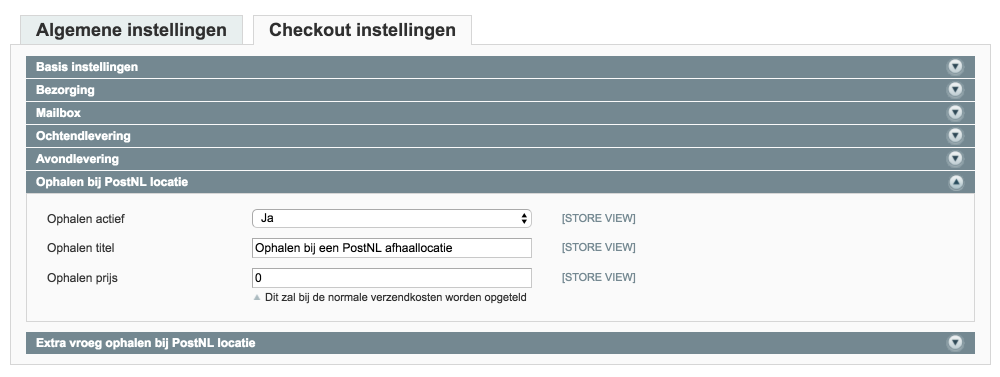 Algemene instellingen Checkout instellingen
Basis instellingen
Bezorging
Mailbox
Ochtendlevering
Avondlevering
Ophalen bij PostNL locatie
Ophalen actief Ja [STORE VIEW]
Ophalen titel Ophalen bij een PostNL afhaallocatie [STORE VIEW]
Ophalen prijs 0 [STORE VIEW]
Dit zal bij de normale verzendkosten worden opgeteld
Extra vroeg ophalen bij PostNL locatie